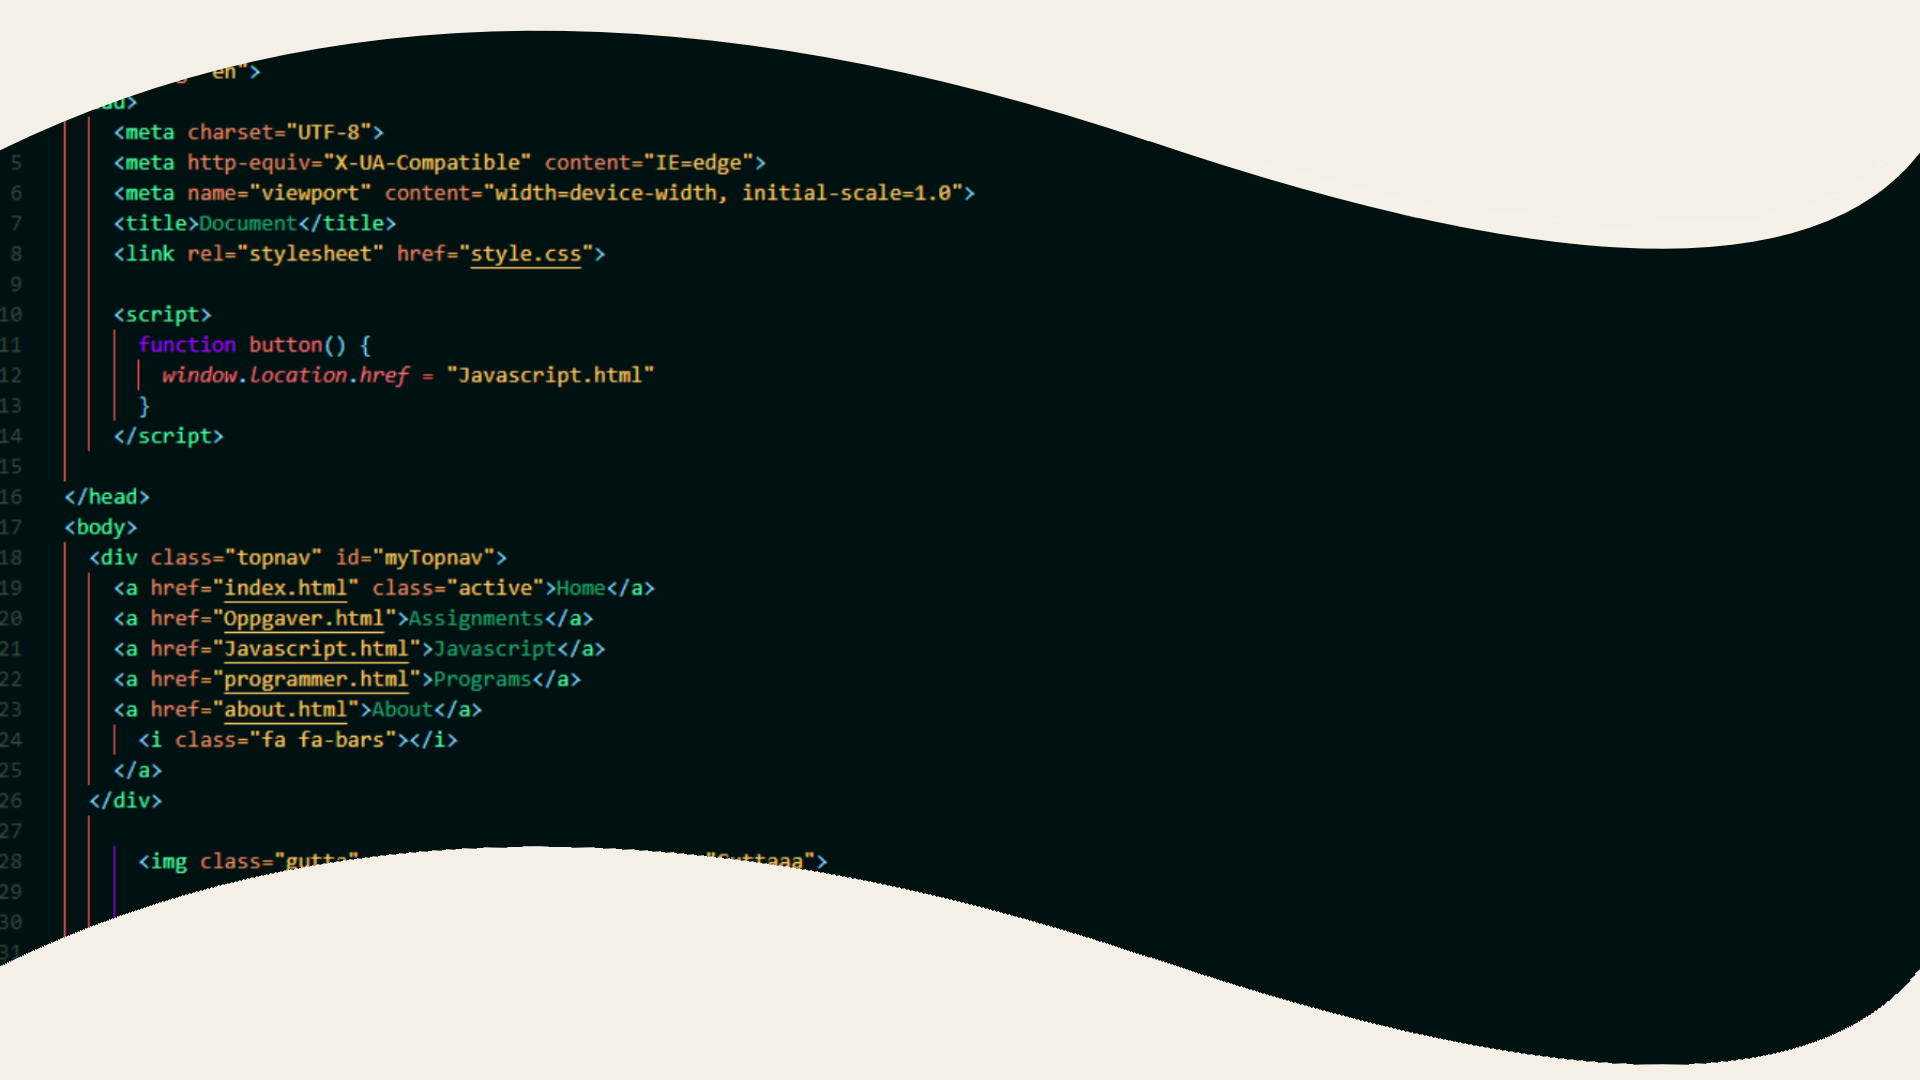 en">
ad>
<meta charset="UTF-8">
5 <meta http-equiv="X-UA-Compatible" content="IE=edge">
6 <meta name="viewport" content="width=device-width, initial-scale=1.0">
7 <title>Document</title>
8 <link rel="stylesheet" href="style.css">
9
10 <script>
11 function button() {
12 window.location.href = "Javascript.html"
13 }
14 </script>
15
16 </head>
17 <body>
18 <div class="topnav" id="myTopnav">
19 <a href="index.html" class="active">Home</a>
20 <a href="Oppgaver.html">Assignments</a>
21 <a href="Javascript.html">Javascript</a>
22 <a href="programmer.html">Programs</a>
23 <a href="about.html">About</a>
24 <i class="fa fa-bars"></i>
25 </a>
26 </div>
27
28 <img class="gutta" "Guttaaa">
29
30
31